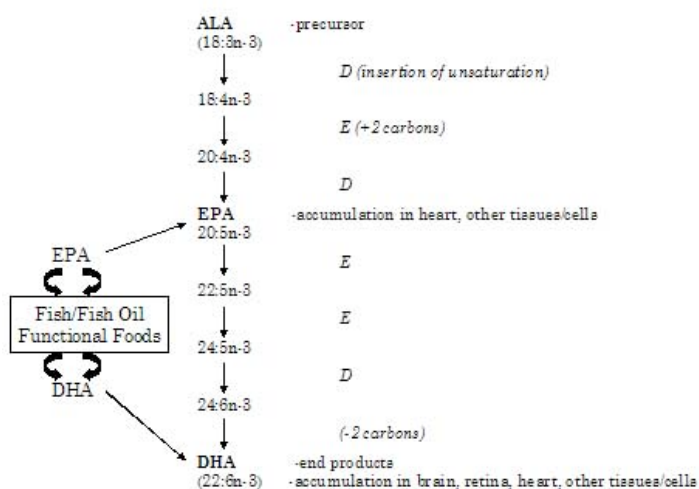 ALA -precursor
(18:3n-3)
D (insertion of unsaturation)
18:4n-3
E (+2 carbons)
20:4n-3
D
EPA -accumulation in heart, other tissues/cells
20:5n-3
EPA
E
22:5n-3
Fish/Fish Oil
Functional Foods
E
24:5n-3
D
DHA
24:6n-3
(-2 carbons)
DHA -end products
(22:6n-3) -accumulation in brain, retina, heart, other tissues/cells